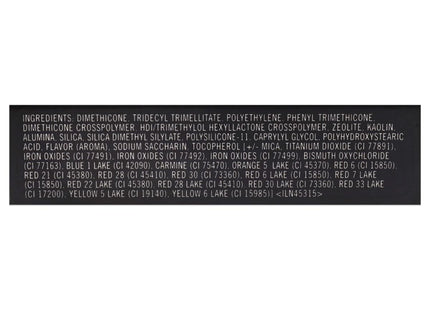 INGREDIENTS: DIMETHICONE, TRIDECYL TRIMELLITATE, POLYETHYLENE, PHENYL TRIMETHICONE,
DIMETHICONE CROSSPOLYMER, HDI/TRIMETHYLOL HEXYLLACTONE CROSSPOLYMER, ZEOLITE, KAOLIN,
ALUMINA, SILICA, SILICA DIMETHYL SILYLATE, POLYSILICONE-11, CAPRYLYL GLYCOL, POLYHYDROXYSTEARIC
ACID, FLAVOR (AROMA), SODIUM SACCHARIN, TOCOPHEROL [+/- MICA, TITANIUM DIOXIDE (CI 77891),
IRON OXIDES (CI 77491), IRON OXIDES (CI 77492), IRON OXIDES (CI 77499), BISMUTH OXYCHLORIDE
(CI 77163), BLUE 1 LAKE (CI 42090), CARMINE (CI 75470), ORANGE 5 LAKE (CI 45370), RED 6 (CI 15850),
RED 21 (CI 45380), RED 28 (CI 45410), RED 30 (CI 73360), RED 6 LAKE (CI 15850), RED 7 LAKE
(CI 15850), RED 22 LAKE (CI 45380), RED 28 LAKE (CI 45410), RED 30 LAKE (CI 73360), RED 33 LAKE
(CI 17200), YELLOW 5 LAKE (CI 19140), YELLOW 6 LAKE (CI 15985)] <ILN45315>